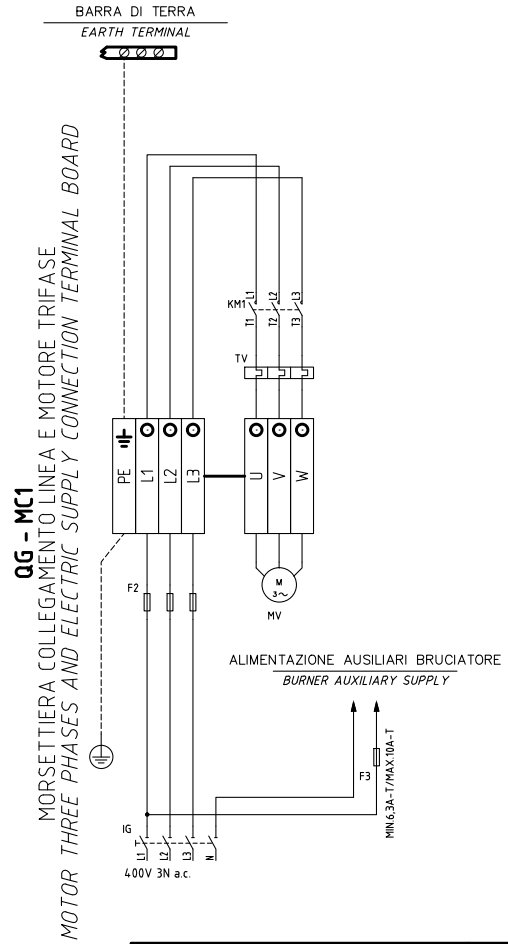 BARRA DI TERRA
EARTH TERMINAL
QG - MC1
MORSETTIERA COLLEGAMENTO LINEA E MOTORE TRIFASE
MOTOR THREE PHASES AND ELECTRIC SUPPLY CONNECTION TERMINAL BOARD
L1 L2 L3
KM1
T1 T2 T3
TV
PE L1 L2 L3 U V W
F2
M
3~
MV
ALIMENTAZIONE AUSILIARI BRUCIATORE
BURNER AUXILIARY SUPPLY
F3
MIN.6,3A-T/MAX.10A-T
IG
L1 L2 L3 N
400V 3N a.c.